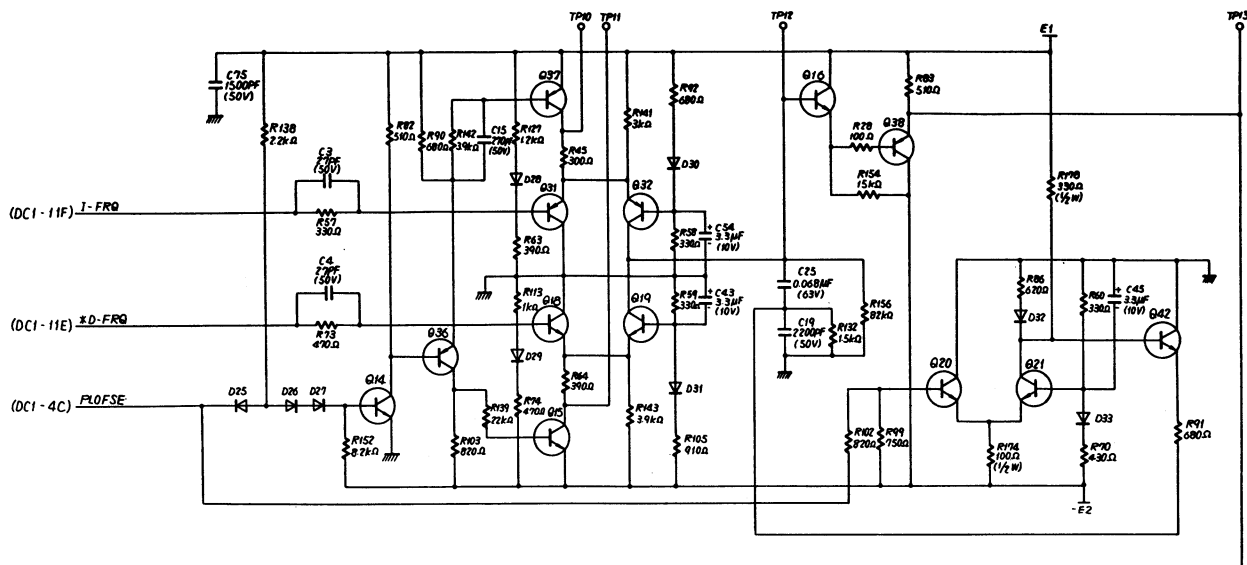 TP10
TP11
TP12
TP13
E1
C75
1500PF
(50V)
Q37
Q16
R83
510Ω
R92
680Ω
R138
2.2kΩ
R82
510Ω
R90
680Ω
R142
39kΩ
C15
270PF
(50V)
R127
1.2kΩ
R141
3kΩ
R28
100Ω
Q38
R45
300Ω
D30
R154
15kΩ
C3
27PF
(50V)
D28
Q31
Q32
R178
330Ω
(1/2W)
(DC1-11F) I-FRQ
R57
330Ω
R63
390Ω
R58
330Ω
C54
3.3µF
(10V)
C4
27PF
(50V)
R113
1kΩ
Q18
Q19
R59
330Ω
C43
3.3µF
(10V)
C25
0.068µF
(63V)
R156
82kΩ
R86
620Ω
R60
330Ω
C45
3.3µF
(10V)
(DC1-11E) *D-FRQ
R73
470Ω
Q36
D29
C19
2200PF
(50V)
R132
1.5kΩ
D32
Q42
Q20
Q21
(DC1-4C) PLOFSE
D25
D26
D27
Q14
R64
390Ω
D31
R139
22kΩ
R74
470Ω
Q15
R143
3.9kΩ
D33
R152
8.2kΩ
R103
820Ω
R105
910Ω
R102
820Ω
R99
750Ω
R174
100Ω
(1/2W)
R70
430Ω
R91
680Ω
-E2